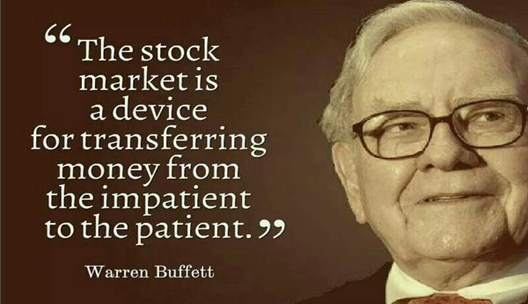 “ The stock
market is
a device
for transferring
money from
the impatient
to the patient. ”
Warren Buffett